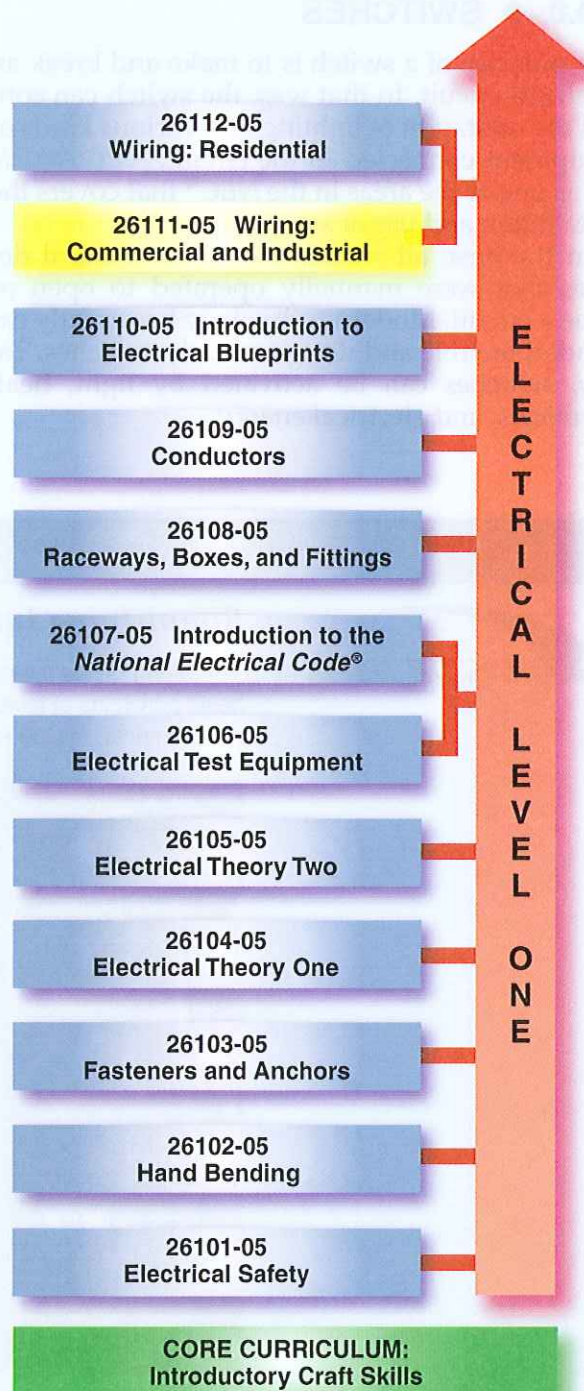 26112-05
Wiring: Residential
26111-05 Wiring:
Commercial and Industrial
26110-05 Introduction to
Electrical Blueprints
26109-05
Conductors
26108-05
Raceways, Boxes, and Fittings
26107-05 Introduction to the
National Electrical Code®
26106-05
Electrical Test Equipment
26105-05
Electrical Theory Two
26104-05
Electrical Theory One
26103-05
Fasteners and Anchors
26102-05
Hand Bending
26101-05
Electrical Safety
CORE CURRICULUM:
Introductory Craft Skills
ELECTRICAL LEVEL ONE